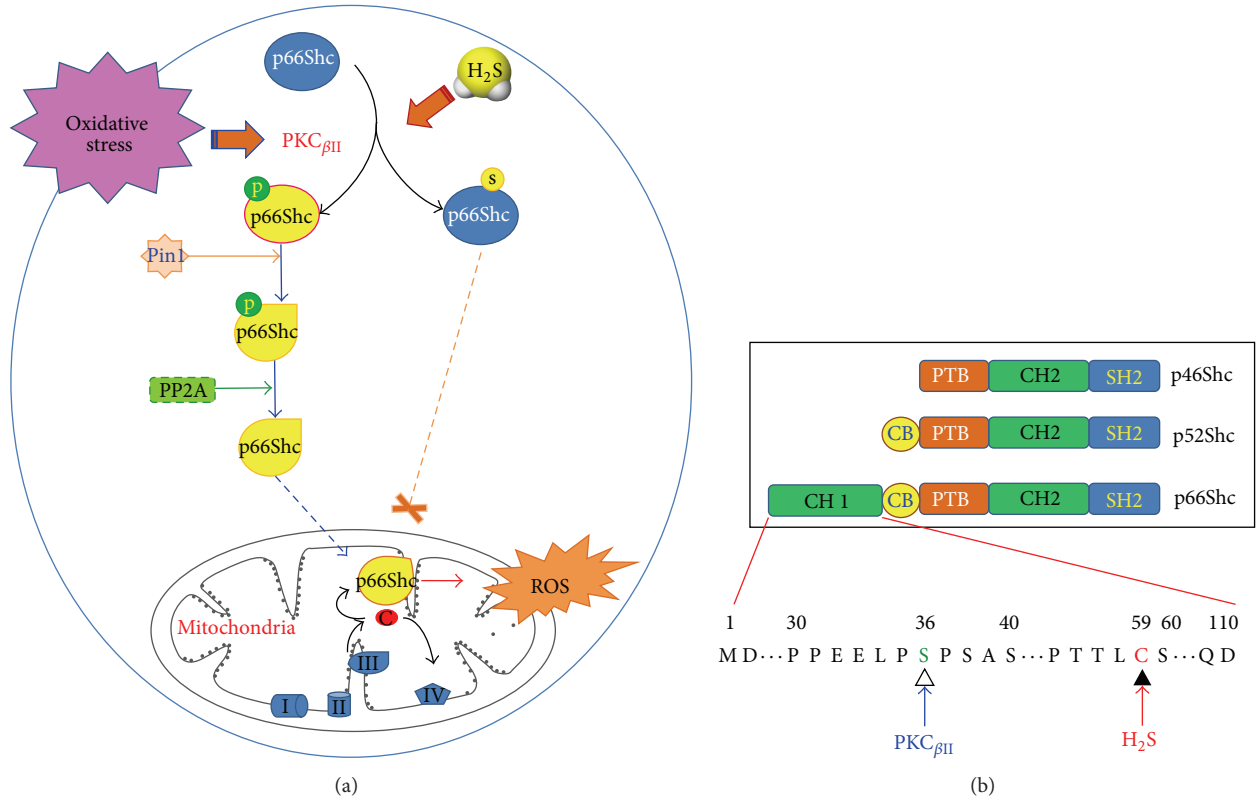 p66Shc
H₂S
Oxidative
stress
PKCβII
p
p66Shc
s
p66Shc
Pin1
p
p66Shc
PP2A
p66Shc
p66Shc
ROS
C
Mitochondria
III
I
II
IV
(a)
PTB CH2 SH2 p46Shc
CB PTB CH2 SH2 p52Shc
CH 1 CB PTB CH2 SH2 p66Shc
1 30 36 40 59 60 110
M D⋯P P E E L P S P S A S⋯P T T L C S⋯Q D
PKCβII H₂S
(b)